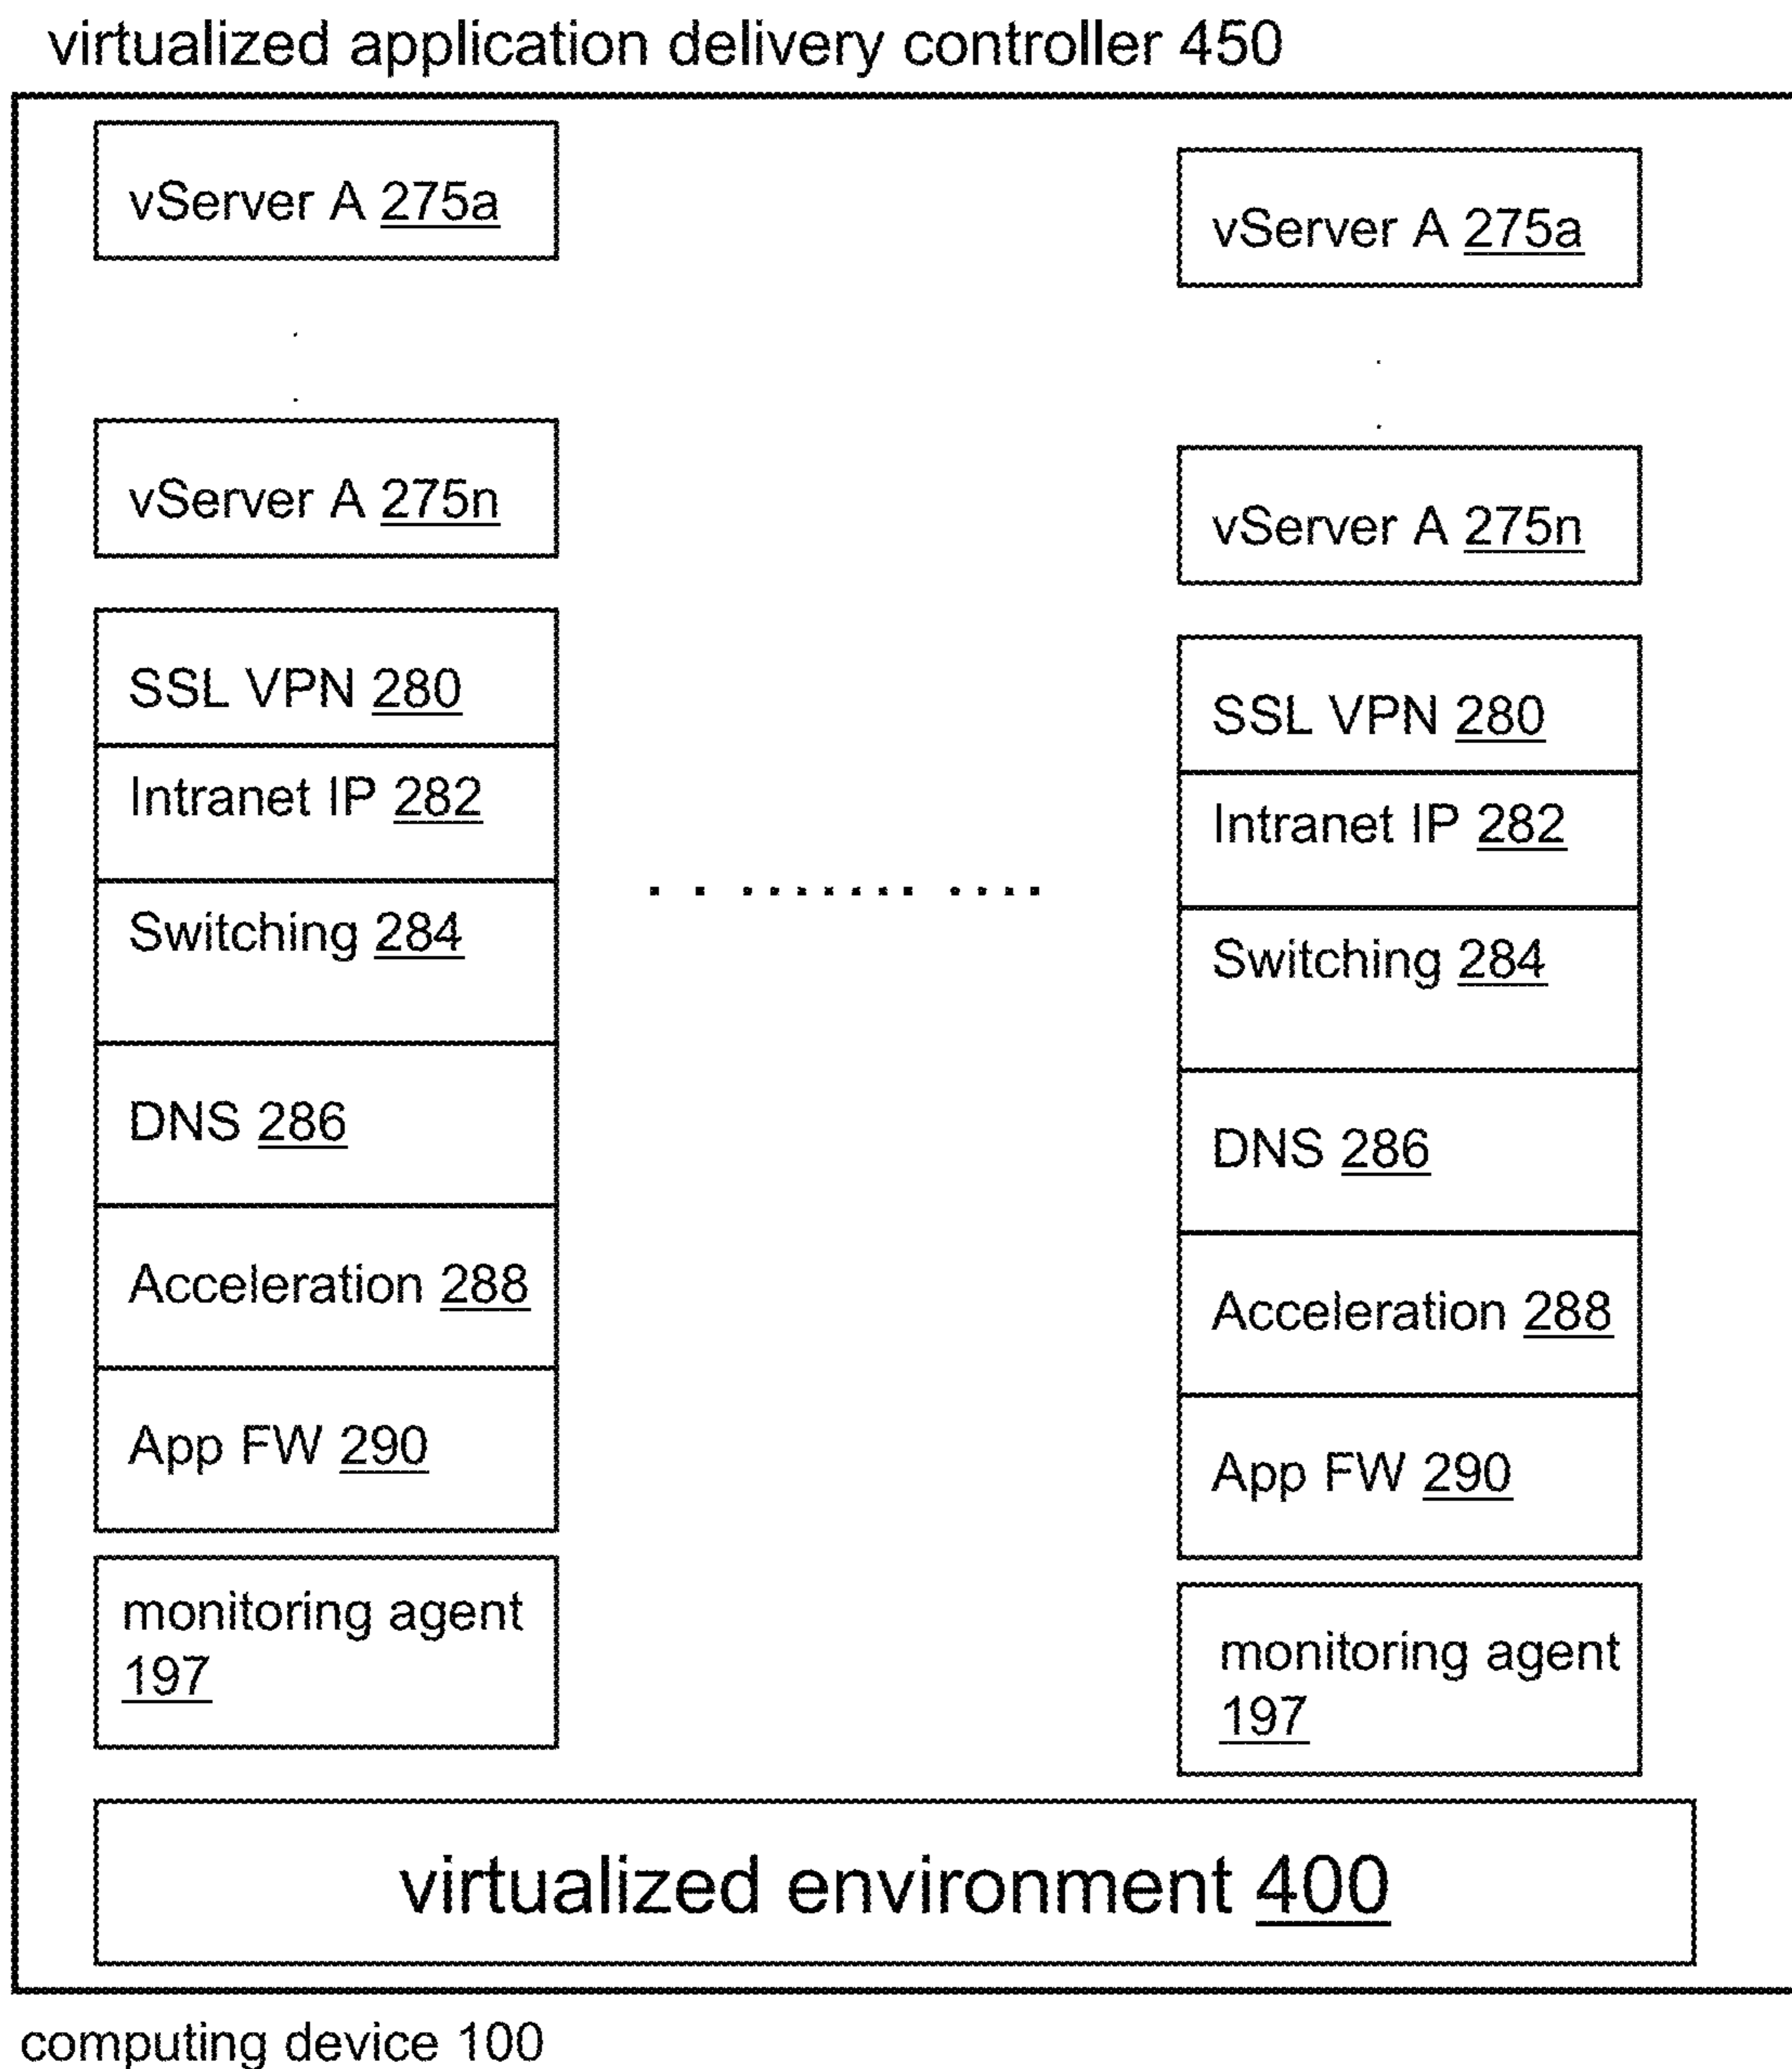 virtualized application delivery controller 450
vServer A 275a
vServer A 275n
SSL VPN 280
Intranet IP 282
Switching 284
DNS 286
Acceleration 288
App FW 290
monitoring agent
197
vServer A 275a
vServer A 275n
SSL VPN 280
Intranet IP 282
Switching 284
DNS 286
Acceleration 288
App FW 290
monitoring agent
197
virtualized environment 400
computing device 100